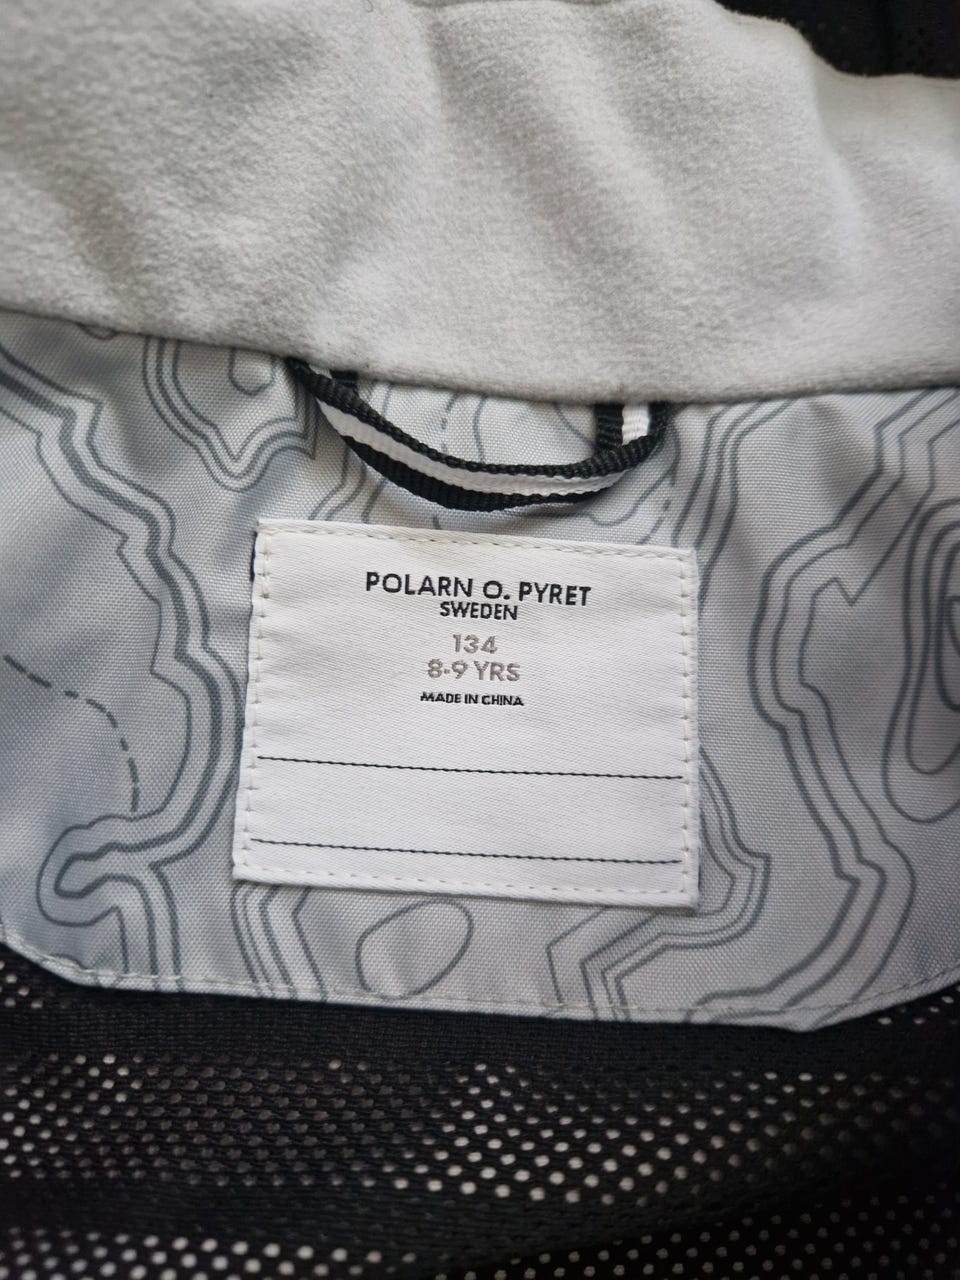 POLARN O. PYRET
SWEDEN
134
8-9 YRS
MADE IN CHINA